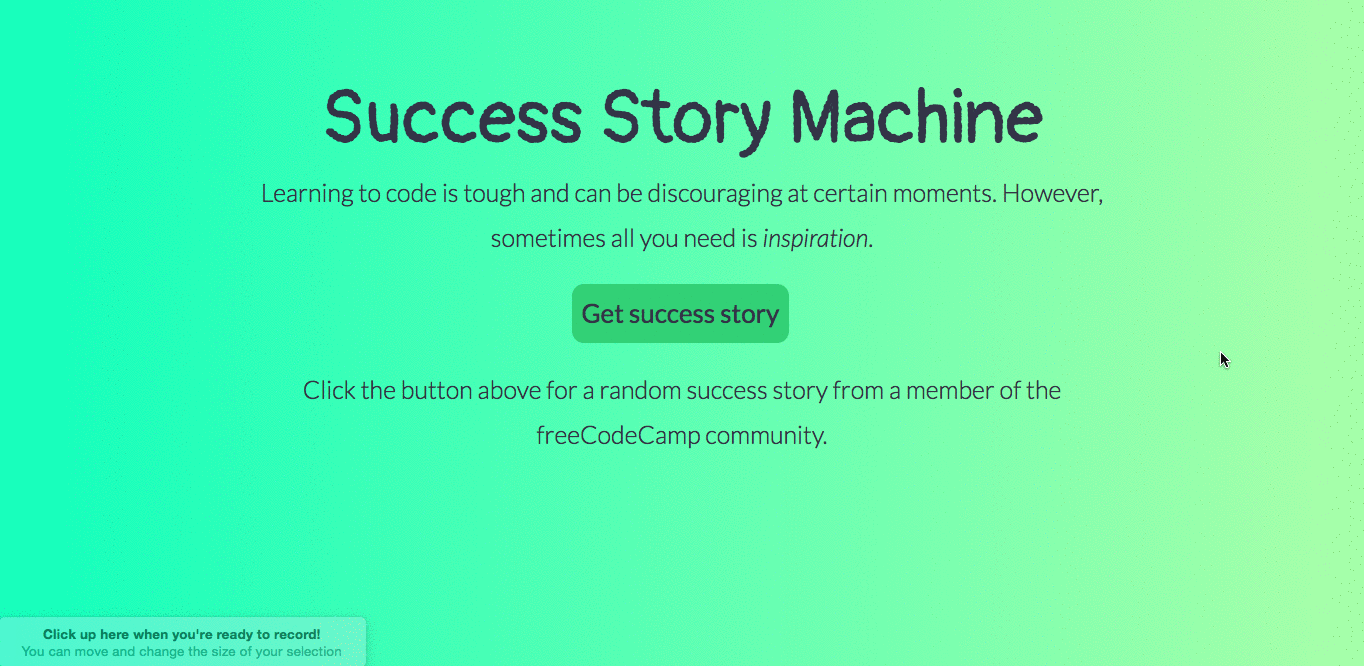 Success Story Machine
Learning to code is tough and can be discouraging at certain moments. However,
sometimes all you need is inspiration.
Get success story
Click the button above for a random success story from a member of the
freeCodeCamp community.
Click up here when you're ready to record!
You can move and change the size of your selection